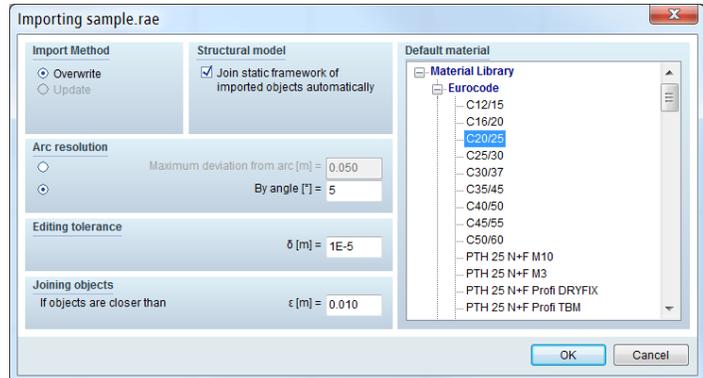 Importing sample.rae
Import Method
Overwrite
Update
Structural model
Join static framework of
imported objects automatically
Arc resolution
Maximum deviation from arc [m] = 0.050
By angle [°] = 5
Editing tolerance
δ [m] = 1E-5
Joining objects
If objects are closer than ε [m] = 0.010
Default material
Material Library
Eurocode
C12/15
C16/20
C20/25
C25/30
C30/37
C35/45
C40/50
C45/55
C50/60
PTH 25 N+F M10
PTH 25 N+F M3
PTH 25 N+F Profi DRYFIX
PTH 25 N+F Profi TBM
OK Cancel